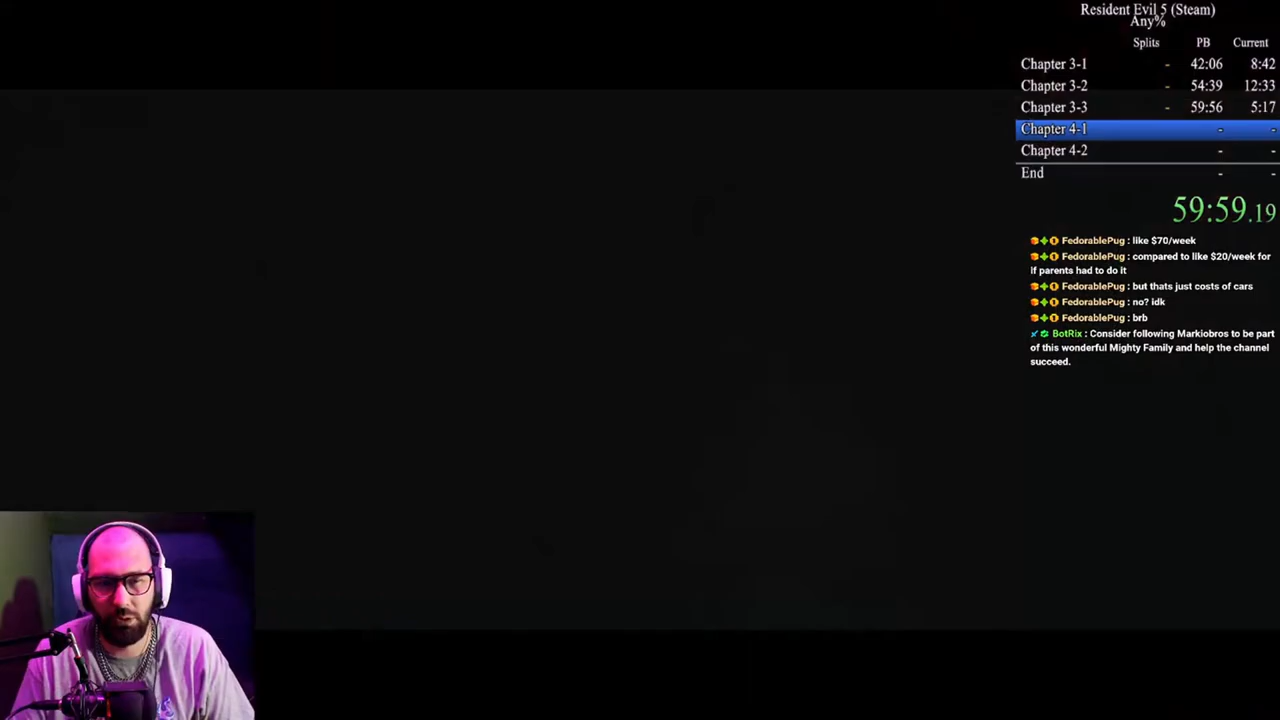 Resident Evil 5 (Steam)
Any%
Splits PB Current
Chapter 3-1 - 42:06 8:42
Chapter 3-2 - 54:39 12:33
Chapter 3-3 - 59:56 5:17
Chapter 4-1 - -
Chapter 4-2 - -
End - -
59:59.19
FedorablePug : like $70/week
FedorablePug : compared to like $20/week for
if parents had to do it
FedorablePug : but thats just costs of cars
FedorablePug : no? idk
FedorablePug : brb
BotRix : Consider following Markiobros to be part
of this wonderful Mighty Family and help the channel
succeed.